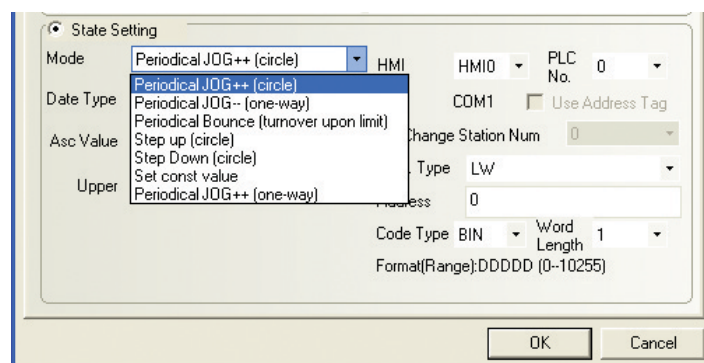 State Setting
Mode Periodical JOG++ (circle) HMI HMI0 PLC No. 0
Periodical JOG++ (circle)
Periodical JOG-- (one-way)
Periodical Bounce (turnover upon limit)
Step up (circle)
Step Down (circle)
Set const value
Periodical JOG++ (one-way)
Date Type COM1 Use Address Tag
Asc Value Change Station Num 0
Upper Type LW
0
Code Type BIN Word Length 1
Format(Range):DDDDD (0--10255)
OK Cancel